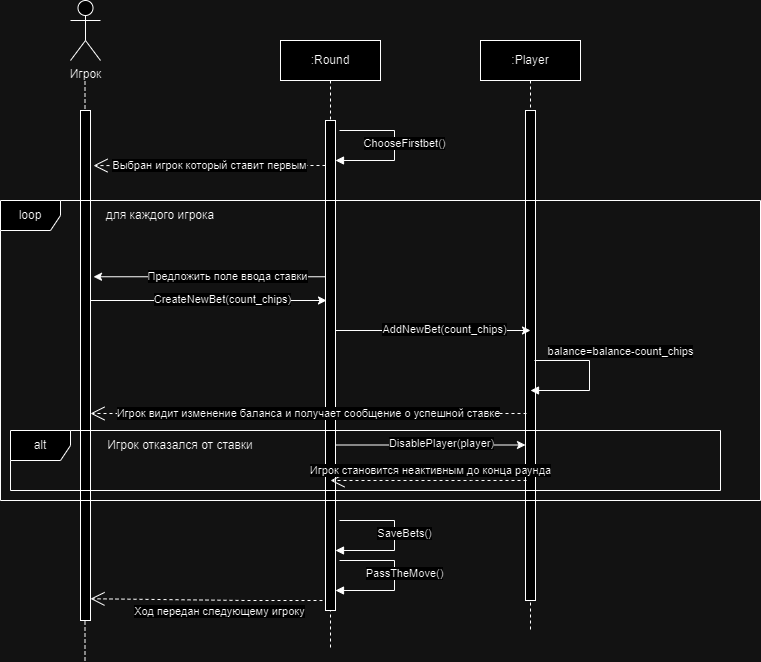 Игрок
:Round
:Player
ChooseFirstbet()
Выбран игрок который ставит первым
loop
для каждого игрока
Предложить поле ввода ставки
CreateNewBet(count_chips)
AddNewBet(count_chips)
balance=balance-count_chips
Игрок видит изменение баланса и получает сообщение о успешной ставке
alt
Игрок отказался от ставки
DisablePlayer(player)
Игрок становится неактивным до конца раунда
SaveBets()
PassTheMove()
Ход передан следующему игроку